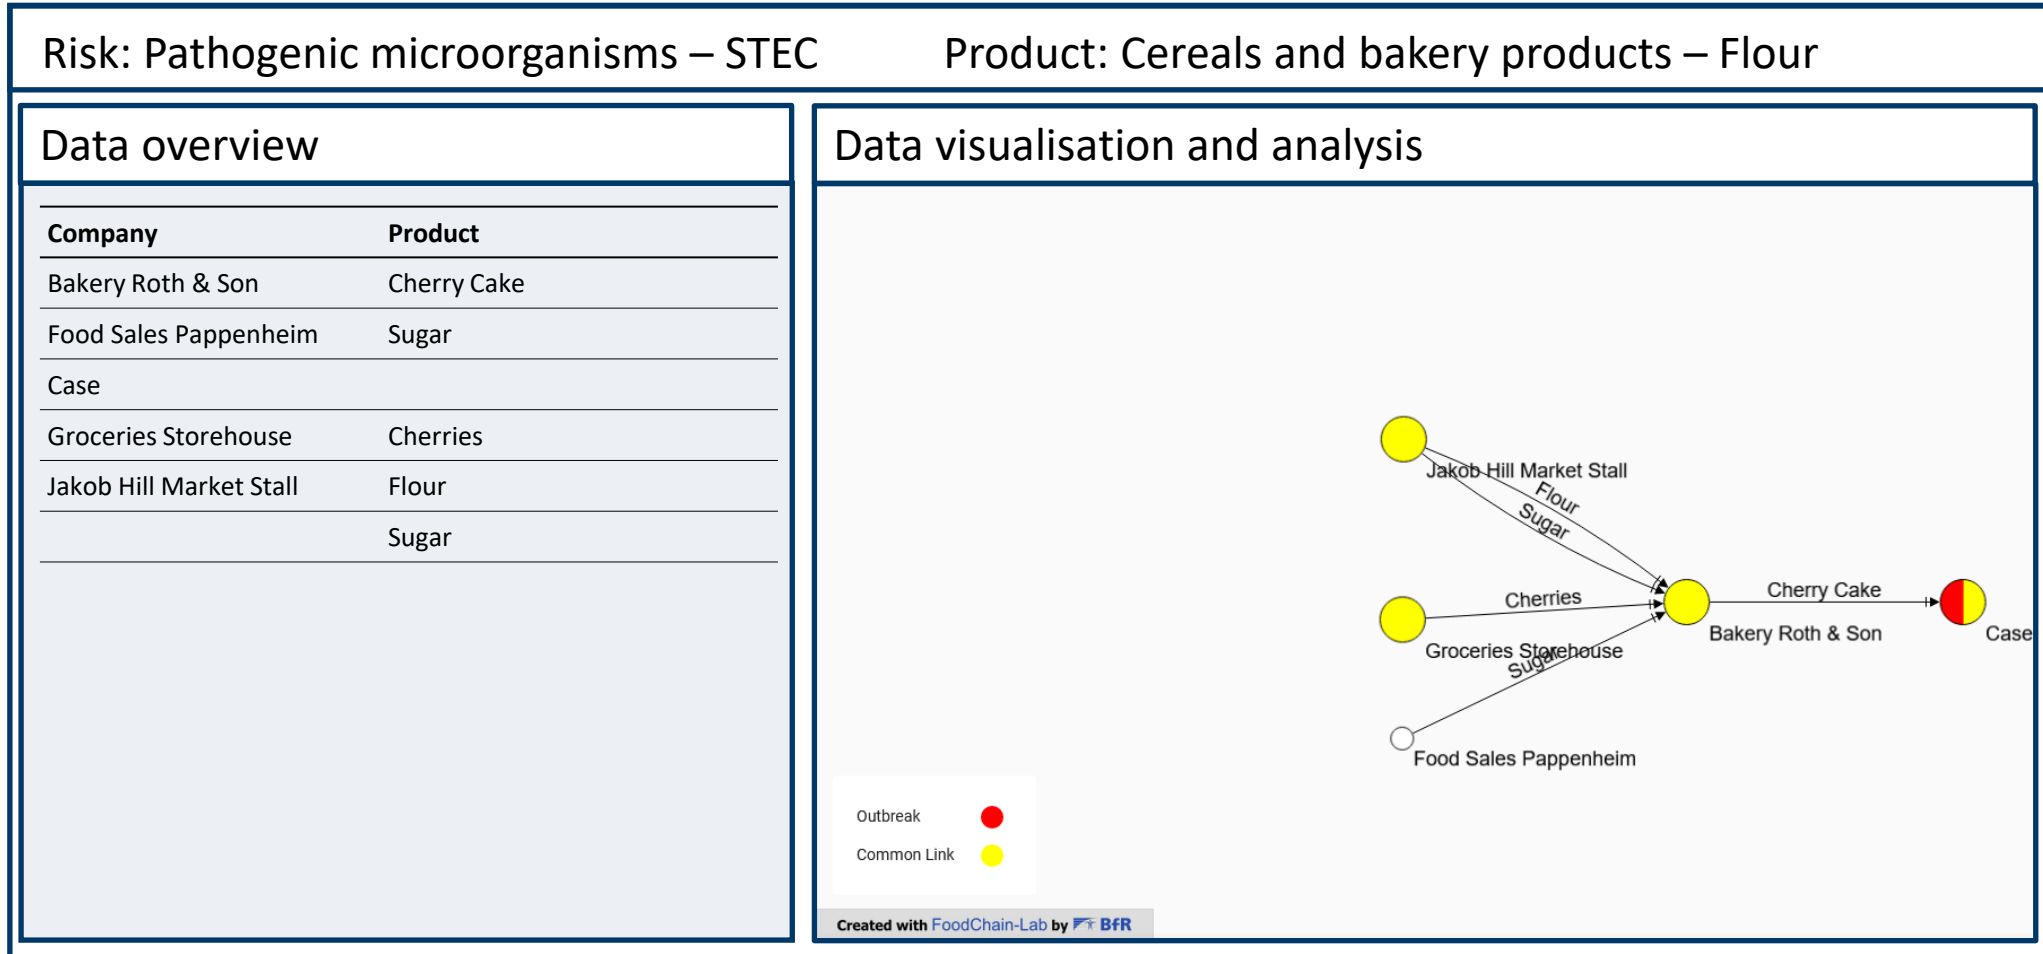 Risk: Pathogenic microorganisms – STEC Product: Cereals and bakery products – Flour
Data overview
Company Product
Bakery Roth & Son Cherry Cake
Food Sales Pappenheim Sugar
Case
Groceries Storehouse Cherries
Jakob Hill Market Stall Flour
Sugar
Data visualisation and analysis
Jakob Hill Market Stall
Flour
Sugar
Cherries
Groceries Storehouse
Sugar
Food Sales Pappenheim
Cherry Cake
Bakery Roth & Son
Case
Outbreak
Common Link
Created with FoodChain-Lab by BfR